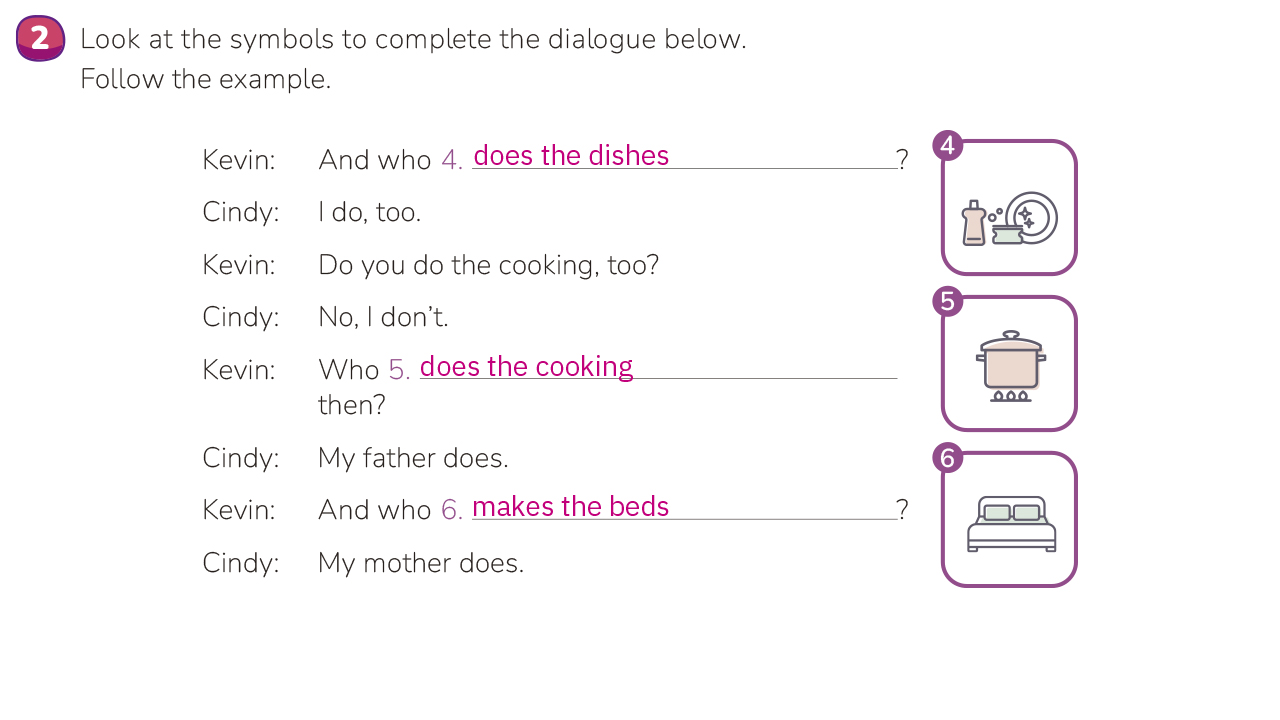 2 Look at the symbols to complete the dialogue below.
Follow the example.
Kevin: And who 4. does the dishes ?
Cindy: I do, too.
Kevin: Do you do the cooking, too?
Cindy: No, I don’t.
Kevin: Who 5. does the cooking
then?
Cindy: My father does.
Kevin: And who 6. makes the beds ?
Cindy: My mother does.
4
5
6